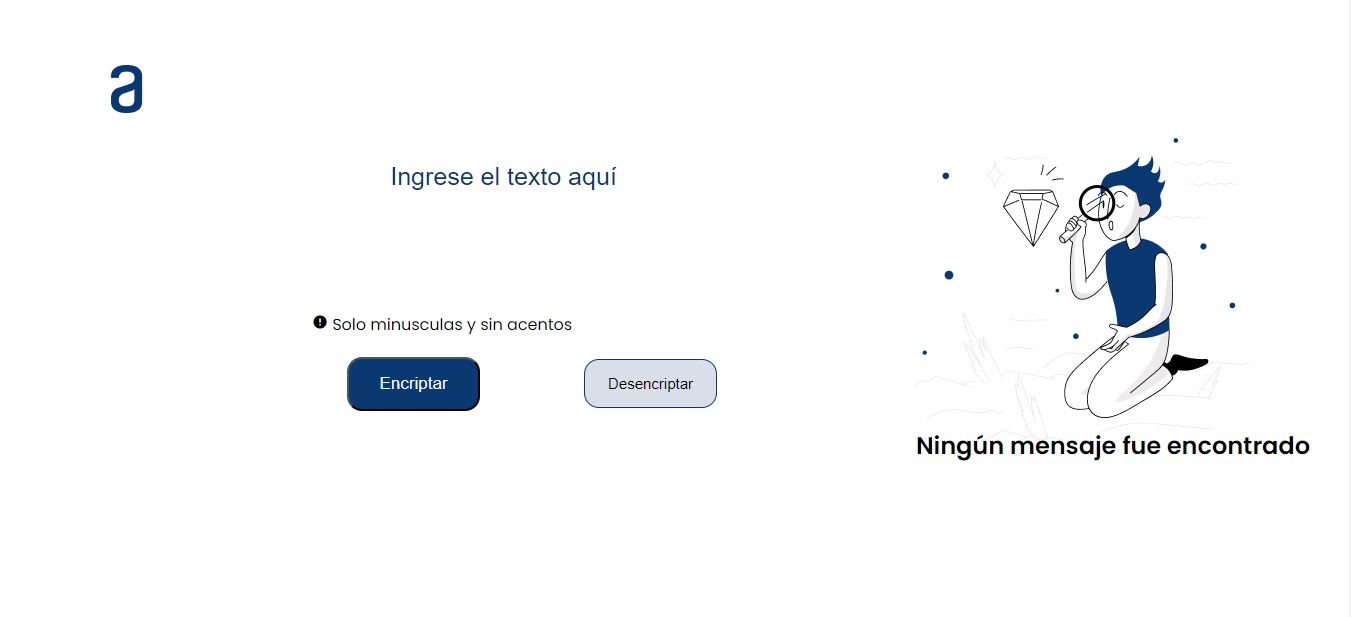 a
Ingrese el texto aquí
Solo minusculas y sin acentos
Encriptar
Desencriptar
Ningún mensaje fue encontrado